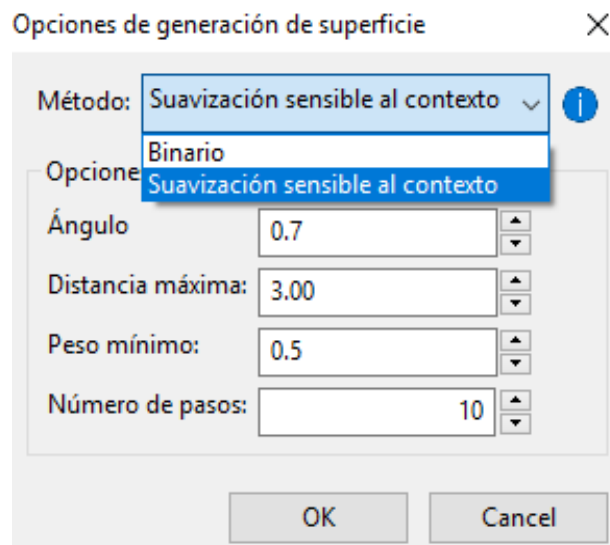 Opciones de generación de superficie
Método: Suavización sensible al contexto
Binario
Opcione
Suavización sensible al contexto
Ángulo 0.7
Distancia máxima: 3.00
Peso mínimo: 0.5
Número de pasos: 10
OK Cancel